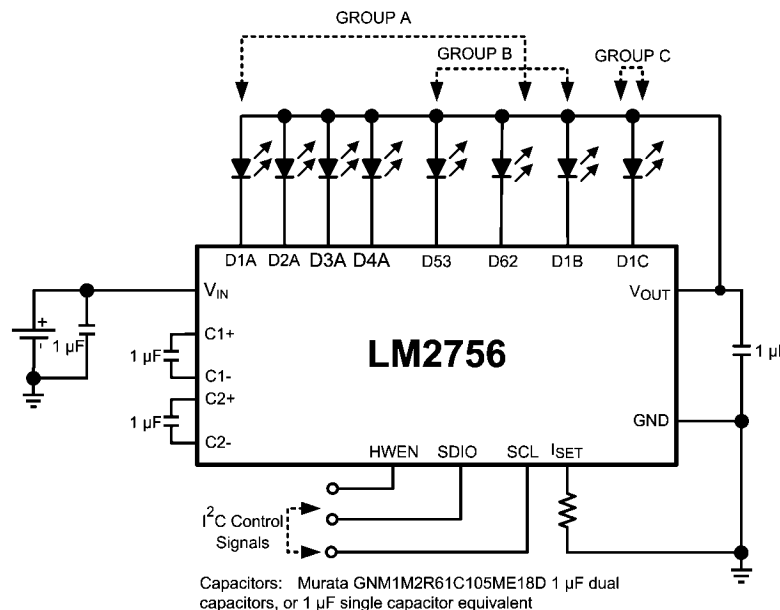 GROUP A
GROUP B
GROUP C
D1A D2A D3A D4A D53 D62 D1B D1C
VIN
VOUT
+
-
1 µF
C1+
1 µF
C1-
C2+
1 µF
C2-
LM2756
1 µF
GND
HWEN SDIO SCL ISET
I2C Control
Signals
Capacitors: Murata GNM1M2R61C105ME18D 1 µF dual
capacitors, or 1 µF single capacitor equivalent